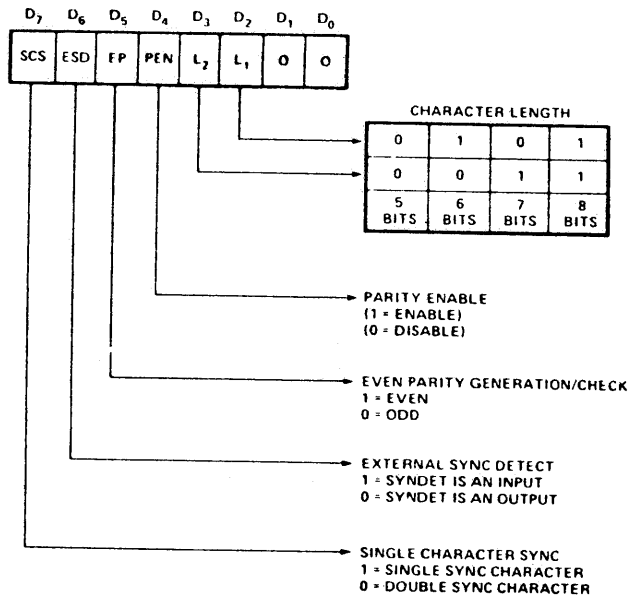 D7 D6 D5 D4 D3 D2 D1 D0
SCS ESD EP PEN L2 L1 0 0
CHARACTER LENGTH
0 1 0 1
0 0 1 1
5 BITS 6 BITS 7 BITS 8 BITS
PARITY ENABLE
(1 = ENABLE)
(0 = DISABLE)
EVEN PARITY GENERATION/CHECK
1 = EVEN
0 = ODD
EXTERNAL SYNC DETECT
1 = SYNDET IS AN INPUT
0 = SYNDET IS AN OUTPUT
SINGLE CHARACTER SYNC
1 = SINGLE SYNC CHARACTER
0 = DOUBLE SYNC CHARACTER